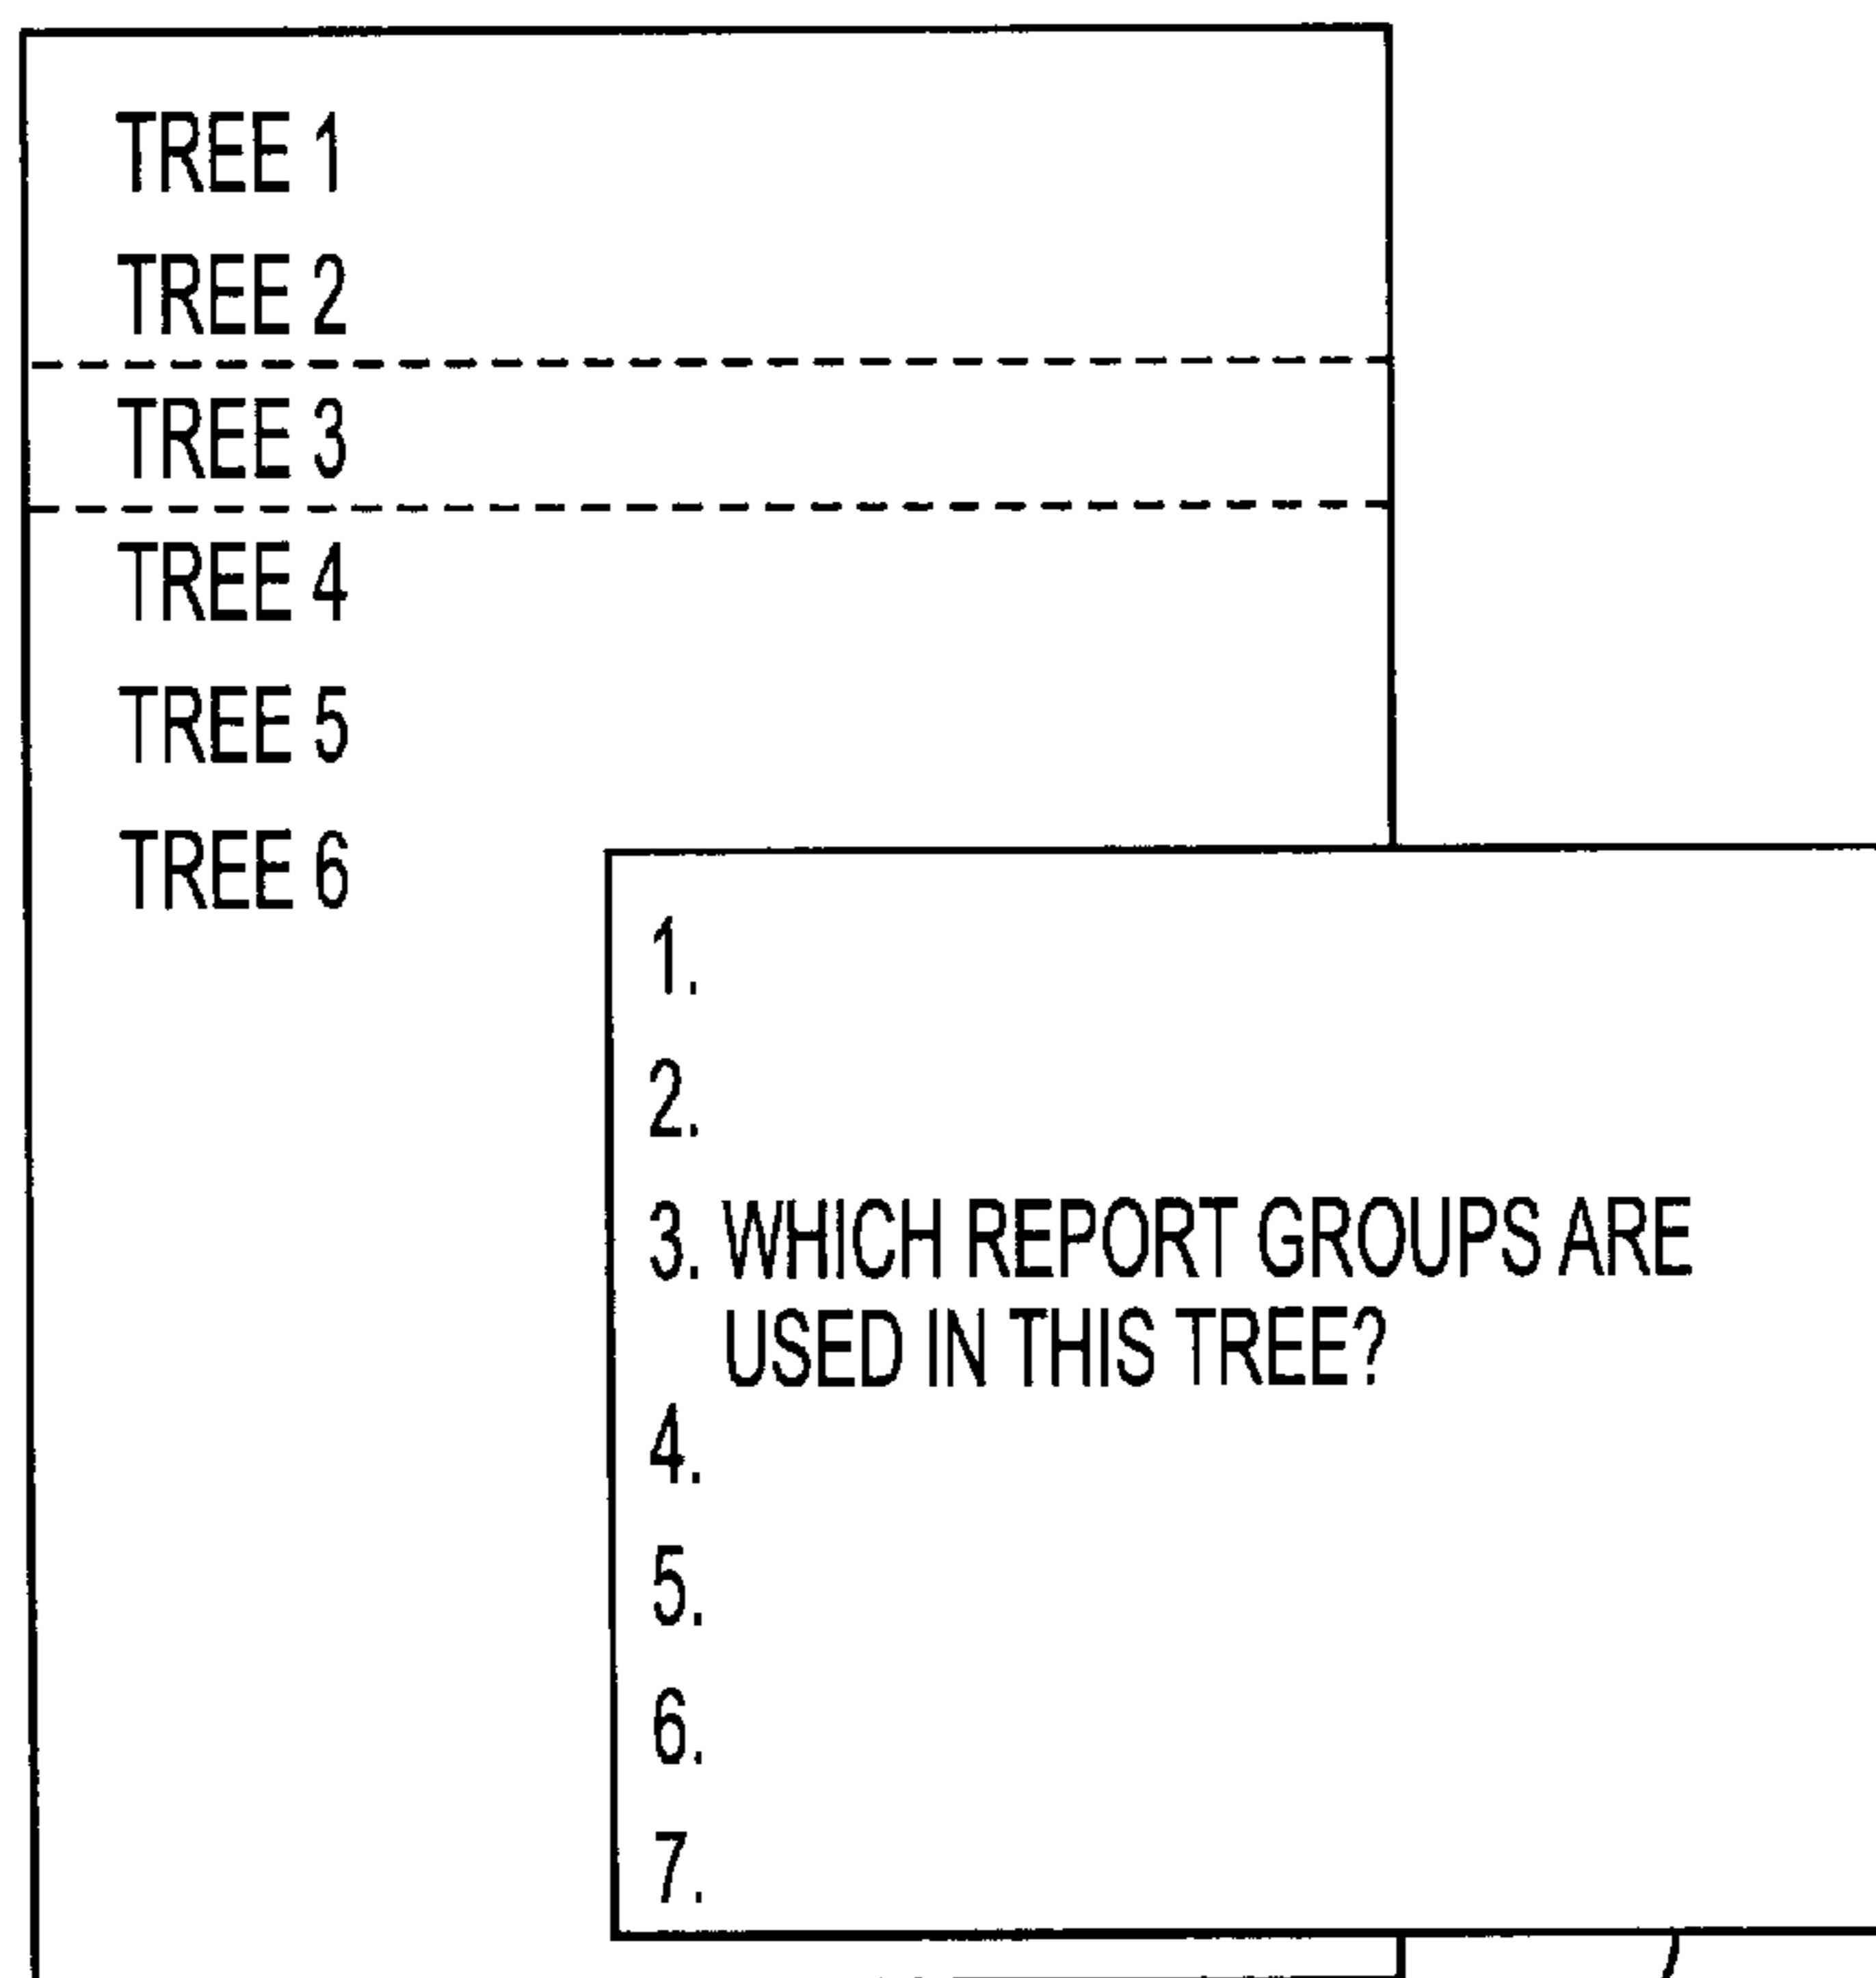 TREE 1
TREE 2
TREE 3
TREE 4
TREE 5
TREE 6
1.
2.
3. WHICH REPORT GROUPS ARE
USED IN THIS TREE?
4.
5.
6.
7.